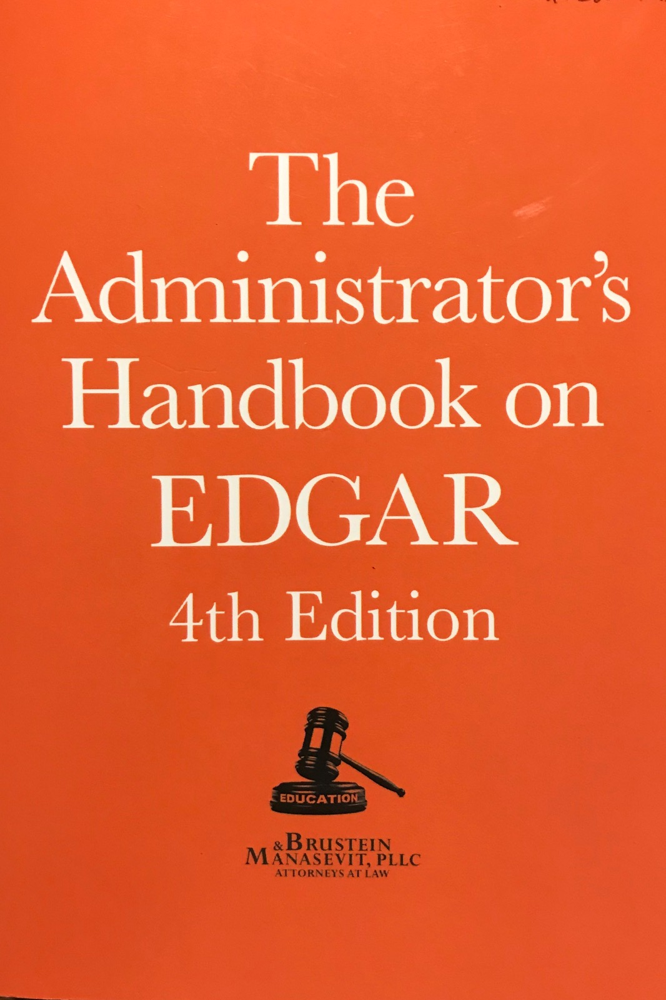 The
Administrator's
Handbook on
EDGAR
4th Edition
EDUCATION
& BRUSTEIN
MANASEVIT, PLLC
ATTORNEYS AT LAW